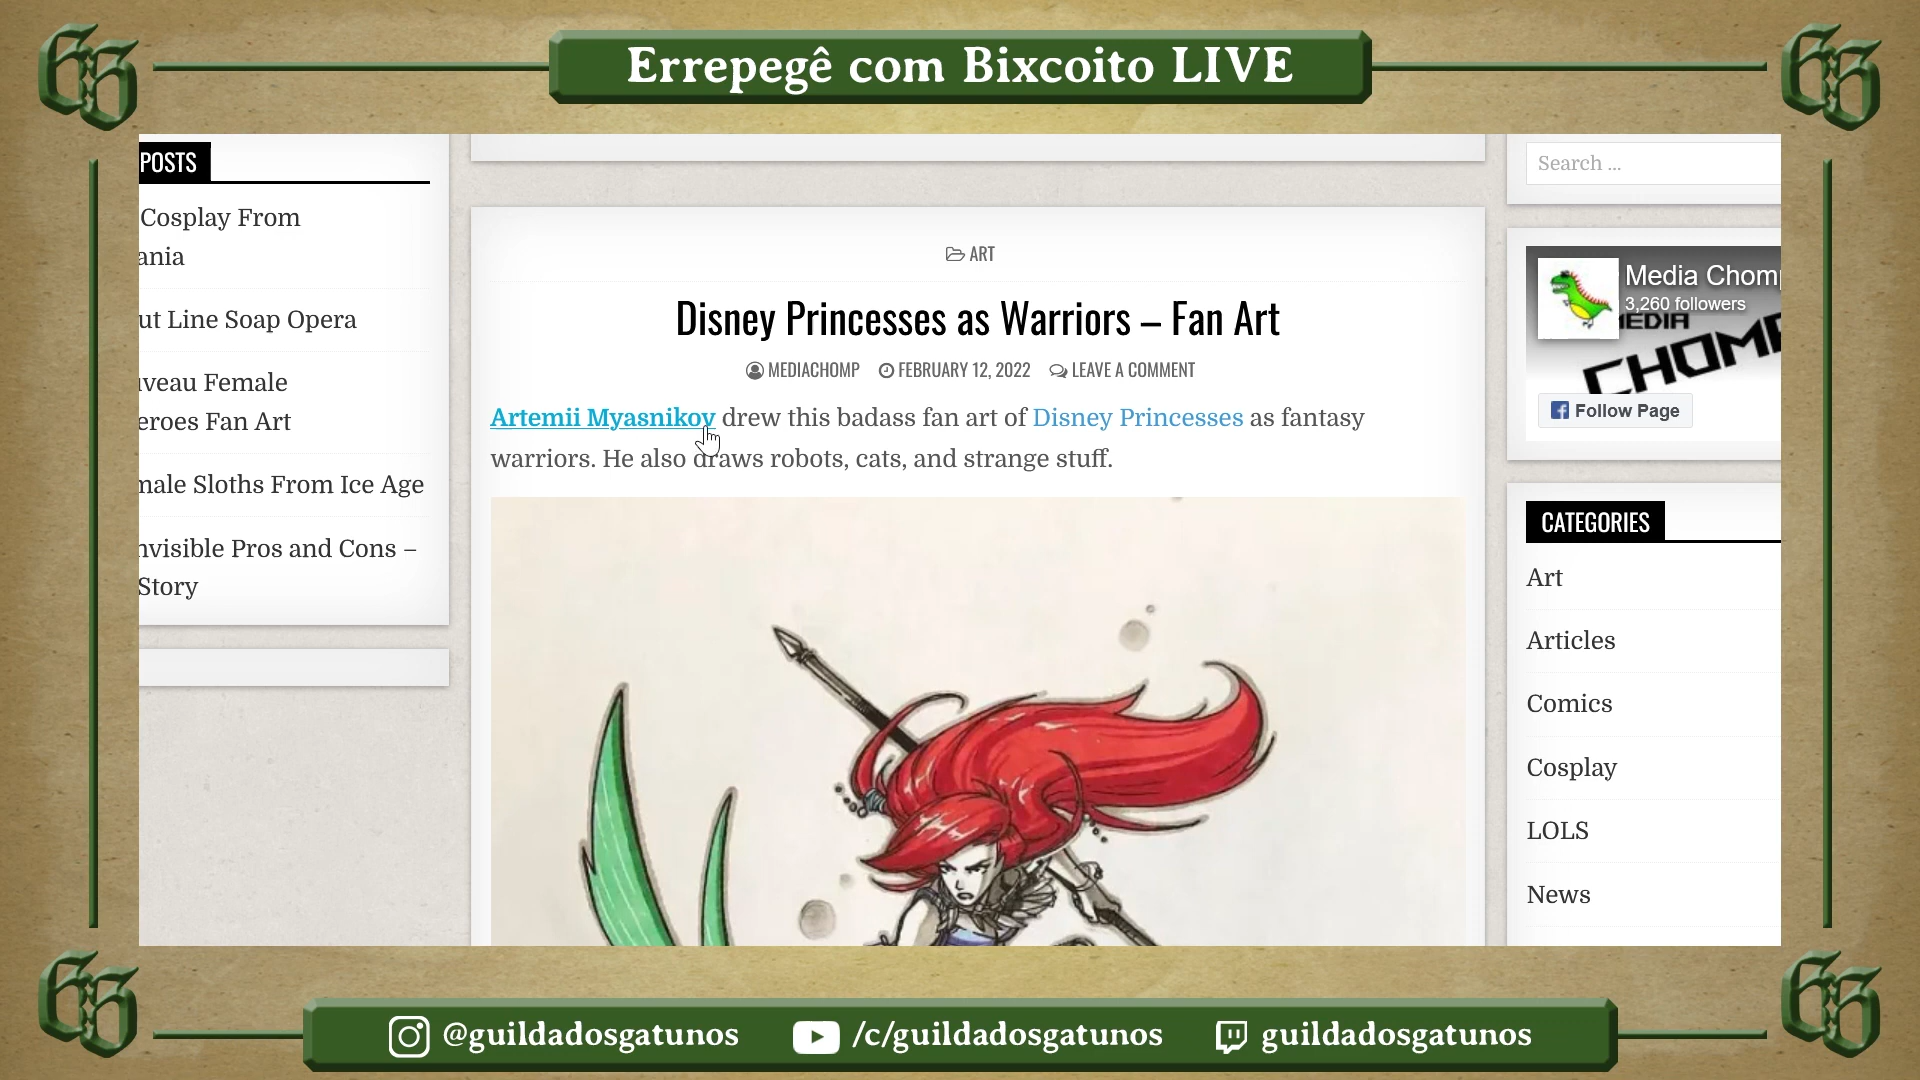 Errepegê com Bixcoito LIVE
POSTS
Cosplay From
ania
ut Line Soap Opera
veau Female
eroes Fan Art
male Sloths From Ice Age
nvisible Pros and Cons –
Story
ART
Disney Princesses as Warriors – Fan Art
MEDIACHOMP FEBRUARY 12, 2022 LEAVE A COMMENT
Artemii Myasnikov drew this badass fan art of Disney Princesses as fantasy
warriors. He also draws robots, cats, and strange stuff.
Search ...
Media Chomp
3,260 followers
MEDIA
CHOMP
Follow Page
CATEGORIES
Art
Articles
Comics
Cosplay
LOLS
News
@guildadosgatunos /c/guildadosgatunos guildadosgatunos